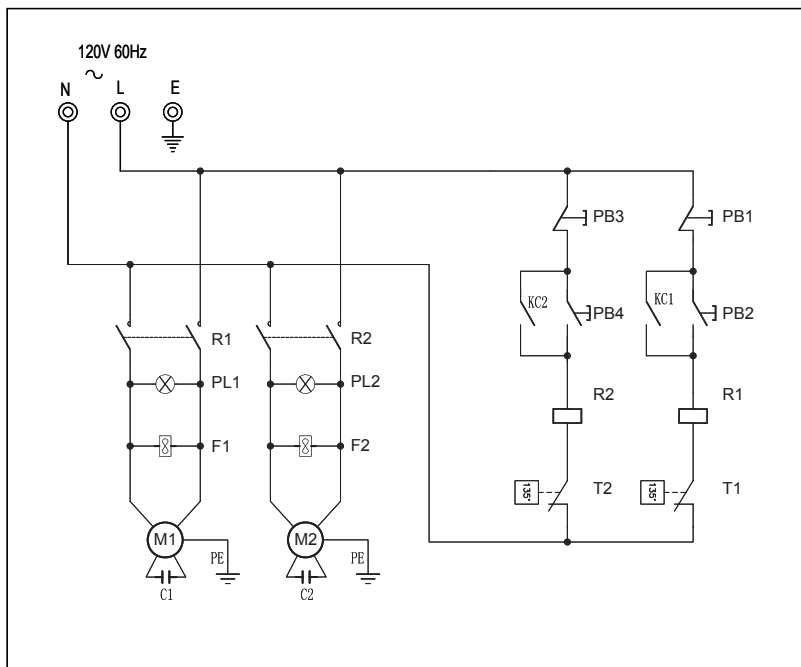 120V 60Hz
N L E
PB3 PB1
KC2 PB4 KC1 PB2
R1 R2
PL1 PL2
R2 R1
F1 F2
135° T2 135° T1
M1 M2
PE PE
C1 C2